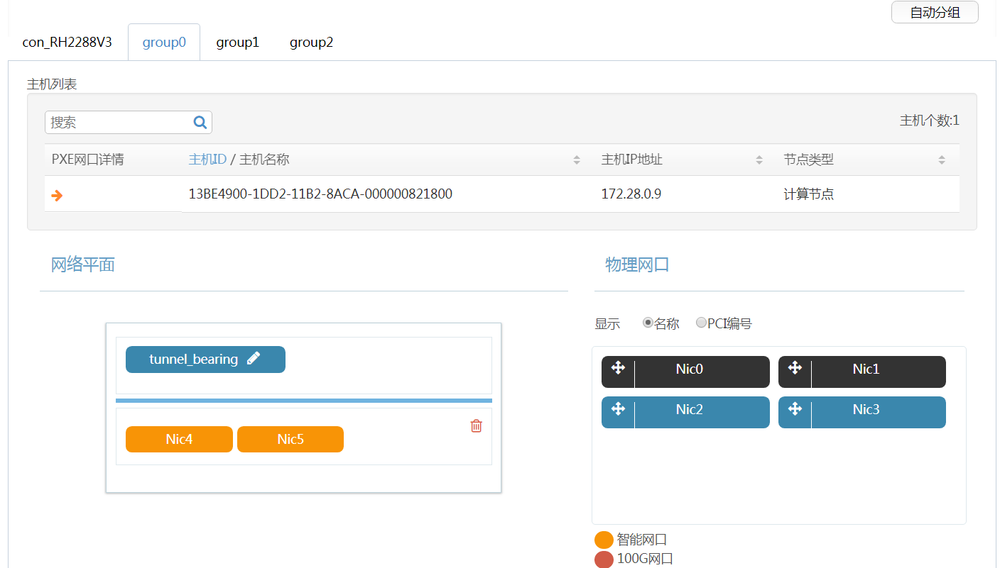 自动分组
con_RH2288V3 group0 group1 group2
主机列表
搜索 主机个数:1
PXE网口详情 主机ID / 主机名称 主机IP地址 节点类型
13BE4900-1DD2-11B2-8ACA-000000821800 172.28.0.9 计算节点
网络平面 物理网口
显示 名称 PCI编号
tunnel_bearing Nic0 Nic1
Nic2 Nic3
Nic4 Nic5
智能网口
100G网口